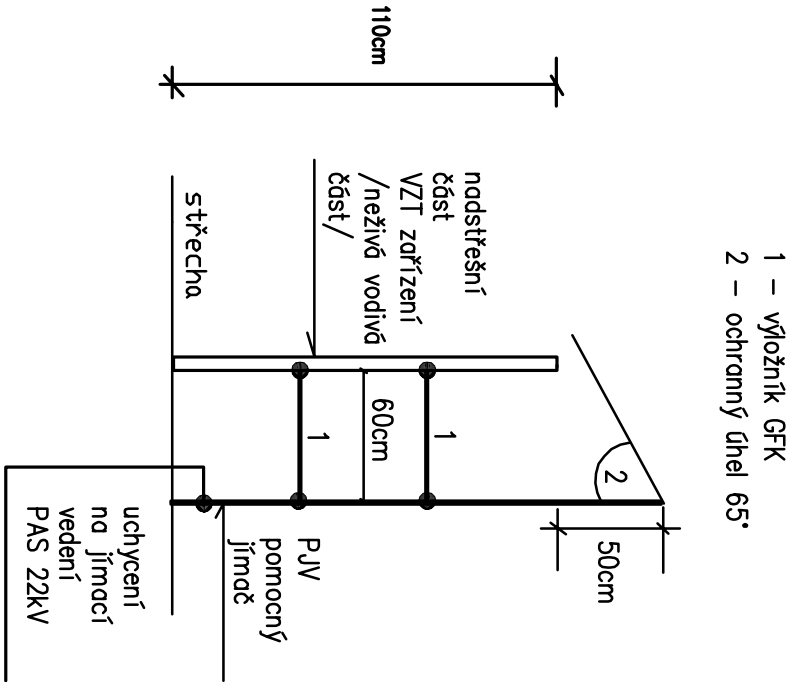 1 – výložník GFK
2 – ochranný úhel 65°
110cm
nadstřešní
část
VZT zařízení
/neživá vodivá
část/
střecha
60cm
1
1
2
50cm
PJV
pomocný
jímač
uchycení
na jímací
vedení
PAS 22kV